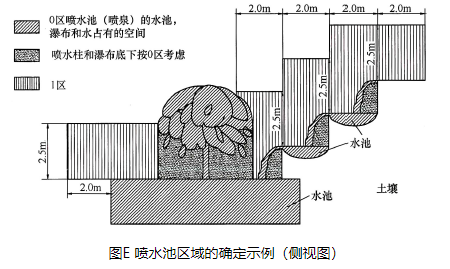 0区喷水池（喷泉）的水池，
瀑布和水占有的空间
喷水柱和瀑布底下按0区考虑
1区
2.0m 2.0m 2.0m 2.0m
2.5m
2.5m
2.5m
2.5m
2.0m
水池
水池
土壤
图E 喷水池区域的确定示例（侧视图）